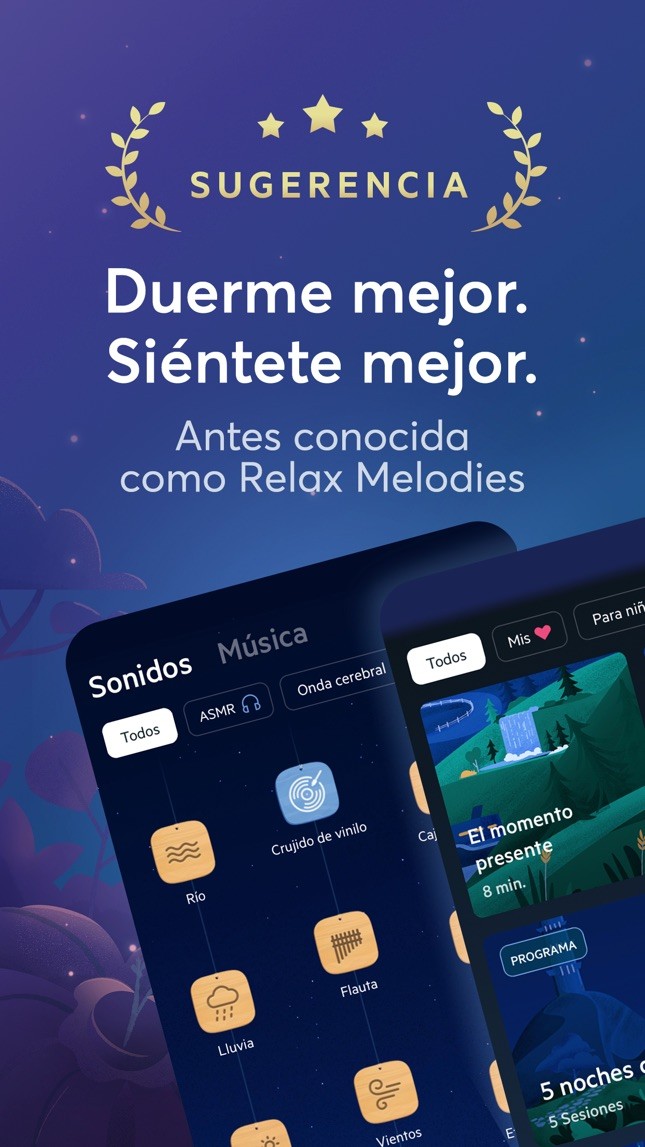 SUGERENCIA
Duerme mejor.
Siéntete mejor.
Antes conocida
como Relax Melodies
Sonidos
Música
Todos
ASMR
Onda cerebral
Río
Crujido de vinilo
Lluvia
Flauta
Vientos
Todos
Mis
Para
El momento
presente
8 min.
PROGRAMA
5 noches
5 Sesiones